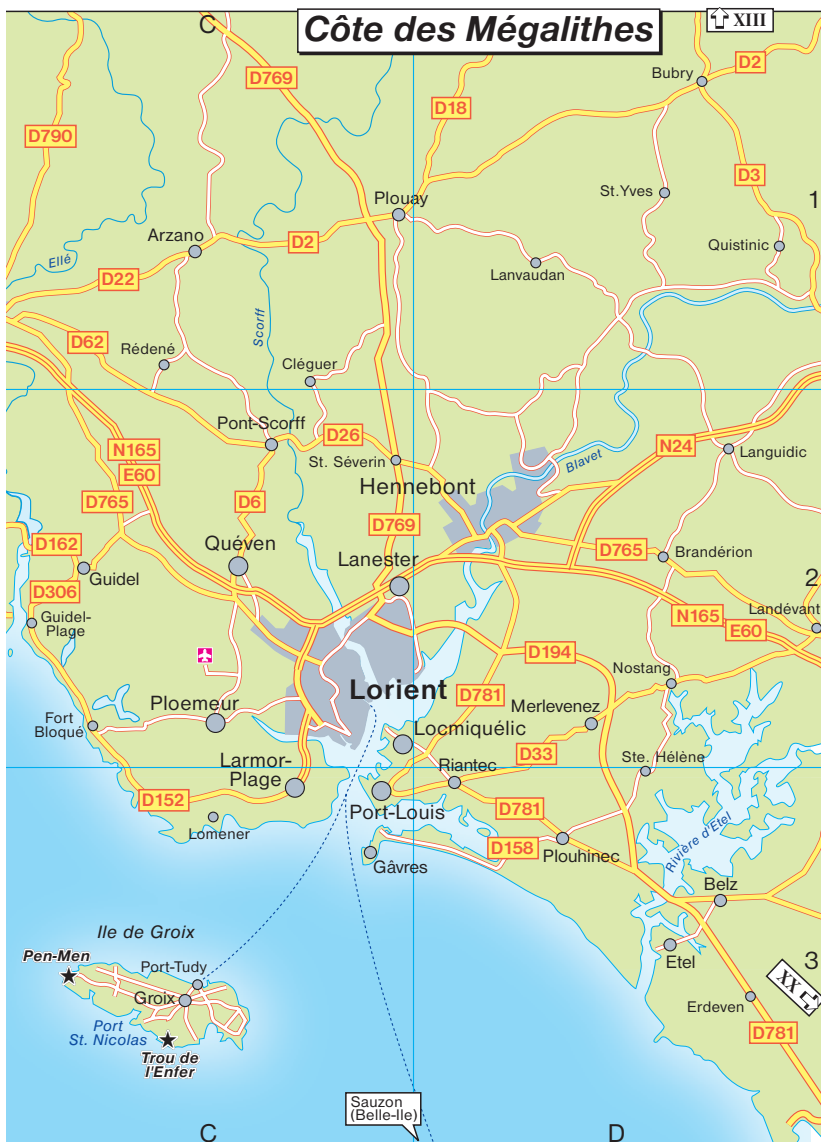 C
Côte des Mégalithes
XIII
D769
D2
Bubry
D18
D790
D3
St.Yves
1
Plouay
Arzano
D2
Quistinic
Ellé
D22
Lanvaudan
Scorff
D62
Rédené
Cléguer
Pont-Scorff
D26
N165
E60
St. Séverin
N24
Languidic
Blavet
Hennebont
D765
D6
D769
D162
Quéven
Lanester
D765
Brandérion
Guidel
2
D306
Guidel-
Plage
N165
E60
Landévant
D194
Nostang
Lorient
D781
Ploemeur
Merlevenez
Fort
Bloqué
Locmiquélic
D33
Larmor-
Plage
Riantec
Ste. Hélène
D152
Port-Louis
D781
Lomener
D158
Plouhinec
Rivière d'Etel
Gâvres
Belz
Ile de Groix
Pen-Men
Port-Tudy
Etel
3
XX
Groix
Erdeven
Port
St. Nicolas
D781
Trou de
l'Enfer
Sauzon
(Belle-Ile)
C
D